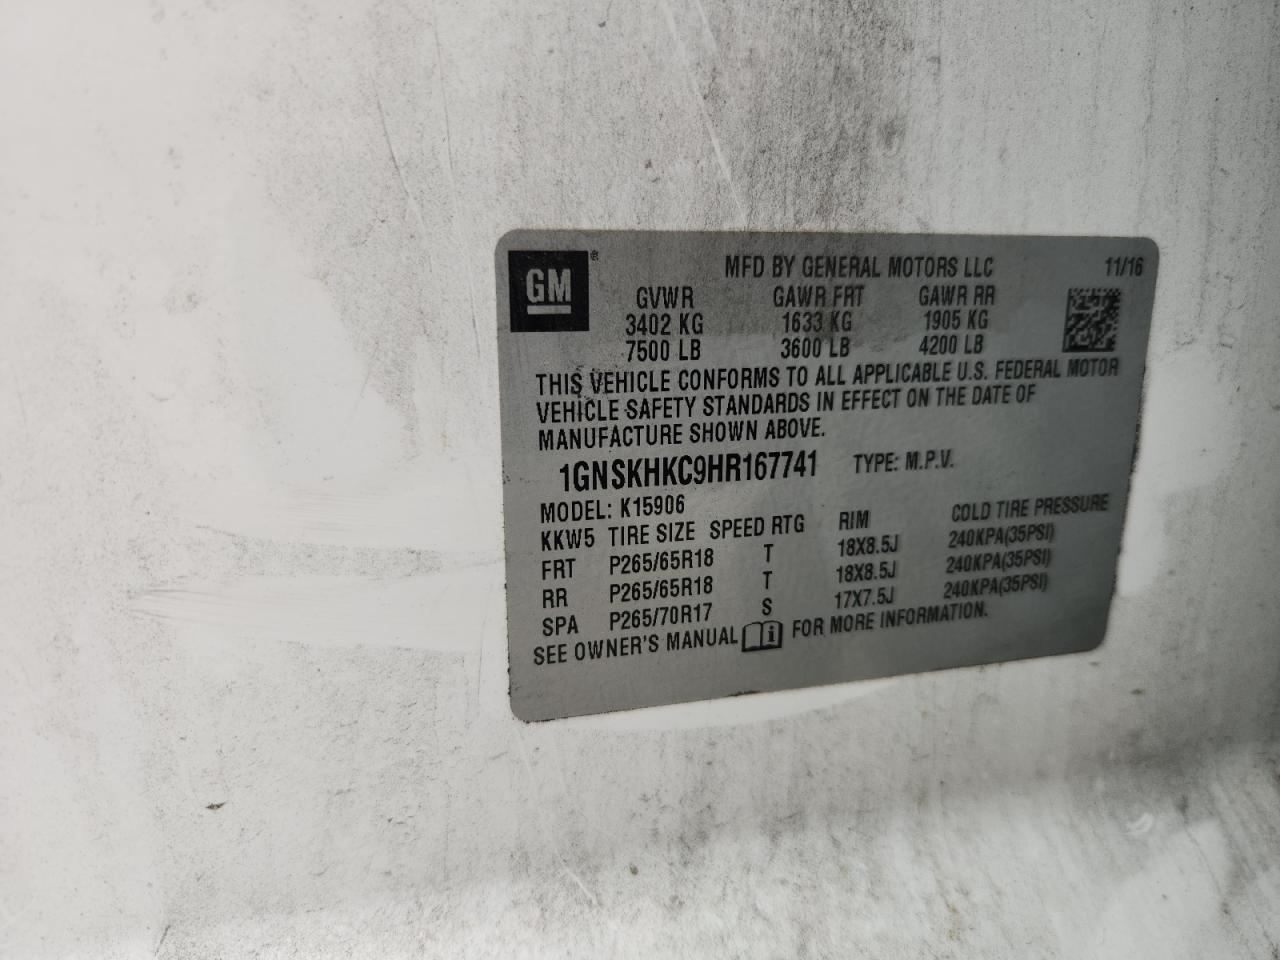 GM®
MFD BY GENERAL MOTORS LLC 11/16
GVWR GAWR FRT GAWR RR
3402 KG 1633 KG 1905 KG
7500 LB 3600 LB 4200 LB
THIS VEHICLE CONFORMS TO ALL APPLICABLE U.S. FEDERAL MOTOR
VEHICLE SAFETY STANDARDS IN EFFECT ON THE DATE OF
MANUFACTURE SHOWN ABOVE.
1GNSKHKC9HR167741 TYPE: M.P.V.
MODEL: K15906
KKW5 TIRE SIZE SPEED RTG RIM COLD TIRE PRESSURE
FRT P265/65R18 T 18X8.5J 240KPA(35PSI)
RR P265/65R18 T 18X8.5J 240KPA(35PSI)
SPA P265/70R17 S 17X7.5J 240KPA(35PSI)
SEE OWNER'S MANUAL i FOR MORE INFORMATION.